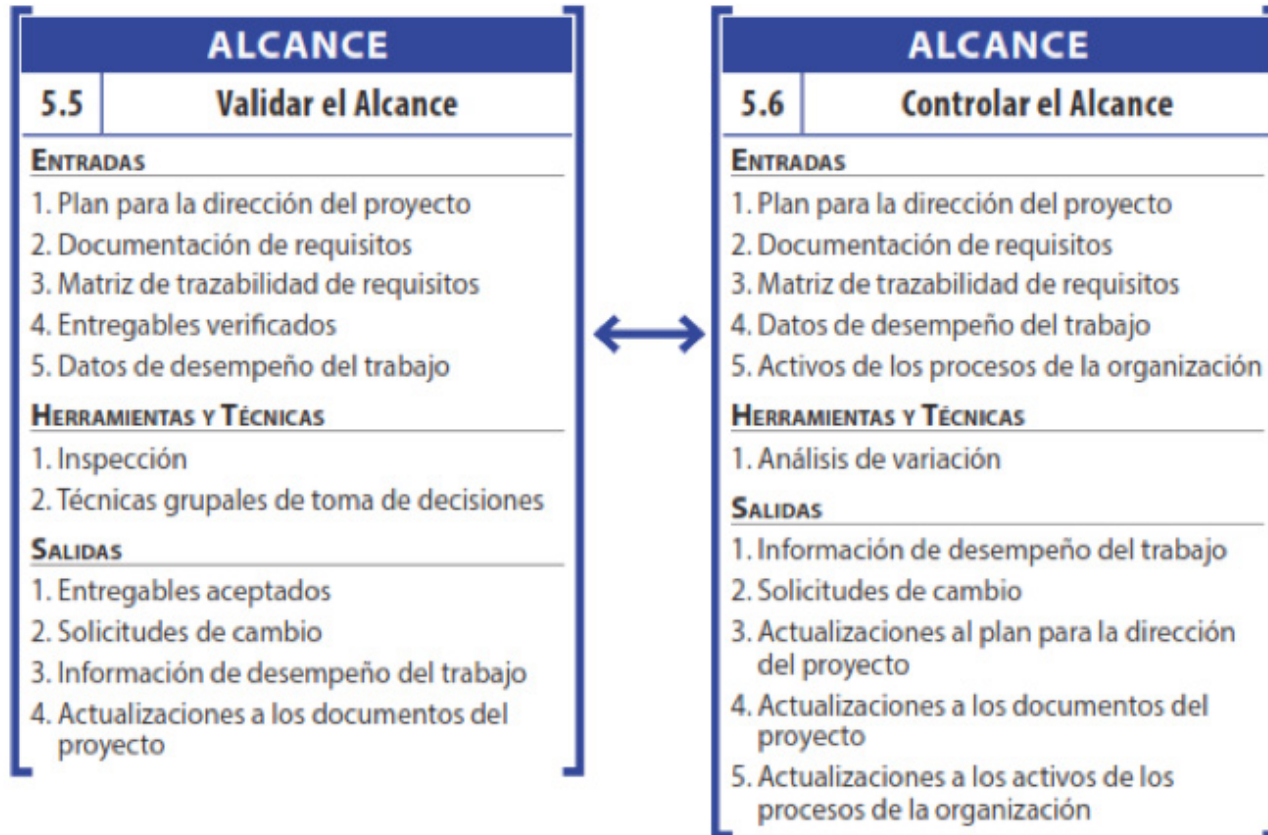 ALCANCE
5.5 Validar el Alcance
ENTRADAS
1. Plan para la dirección del proyecto
2. Documentación de requisitos
3. Matriz de trazabilidad de requisitos
4. Entregables verificados
5. Datos de desempeño del trabajo
HERRAMIENTAS Y TÉCNICAS
1. Inspección
2. Técnicas grupales de toma de decisiones
SALIDAS
1. Entregables aceptados
2. Solicitudes de cambio
3. Información de desempeño del trabajo
4. Actualizaciones a los documentos del
proyecto
ALCANCE
5.6 Controlar el Alcance
ENTRADAS
1. Plan para la dirección del proyecto
2. Documentación de requisitos
3. Matriz de trazabilidad de requisitos
4. Datos de desempeño del trabajo
5. Activos de los procesos de la organización
HERRAMIENTAS Y TÉCNICAS
1. Análisis de variación
SALIDAS
1. Información de desempeño del trabajo
2. Solicitudes de cambio
3. Actualizaciones al plan para la dirección
del proyecto
4. Actualizaciones a los documentos del
proyecto
5. Actualizaciones a los activos de los
procesos de la organización